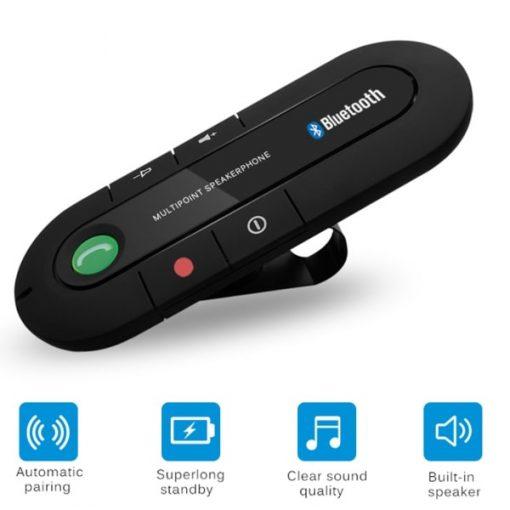 Bluetooth
MULTIPOINT SPEAKERPHONE
Automatic
pairing
Superlong
standby
Clear sound
quality
Built-in
speaker